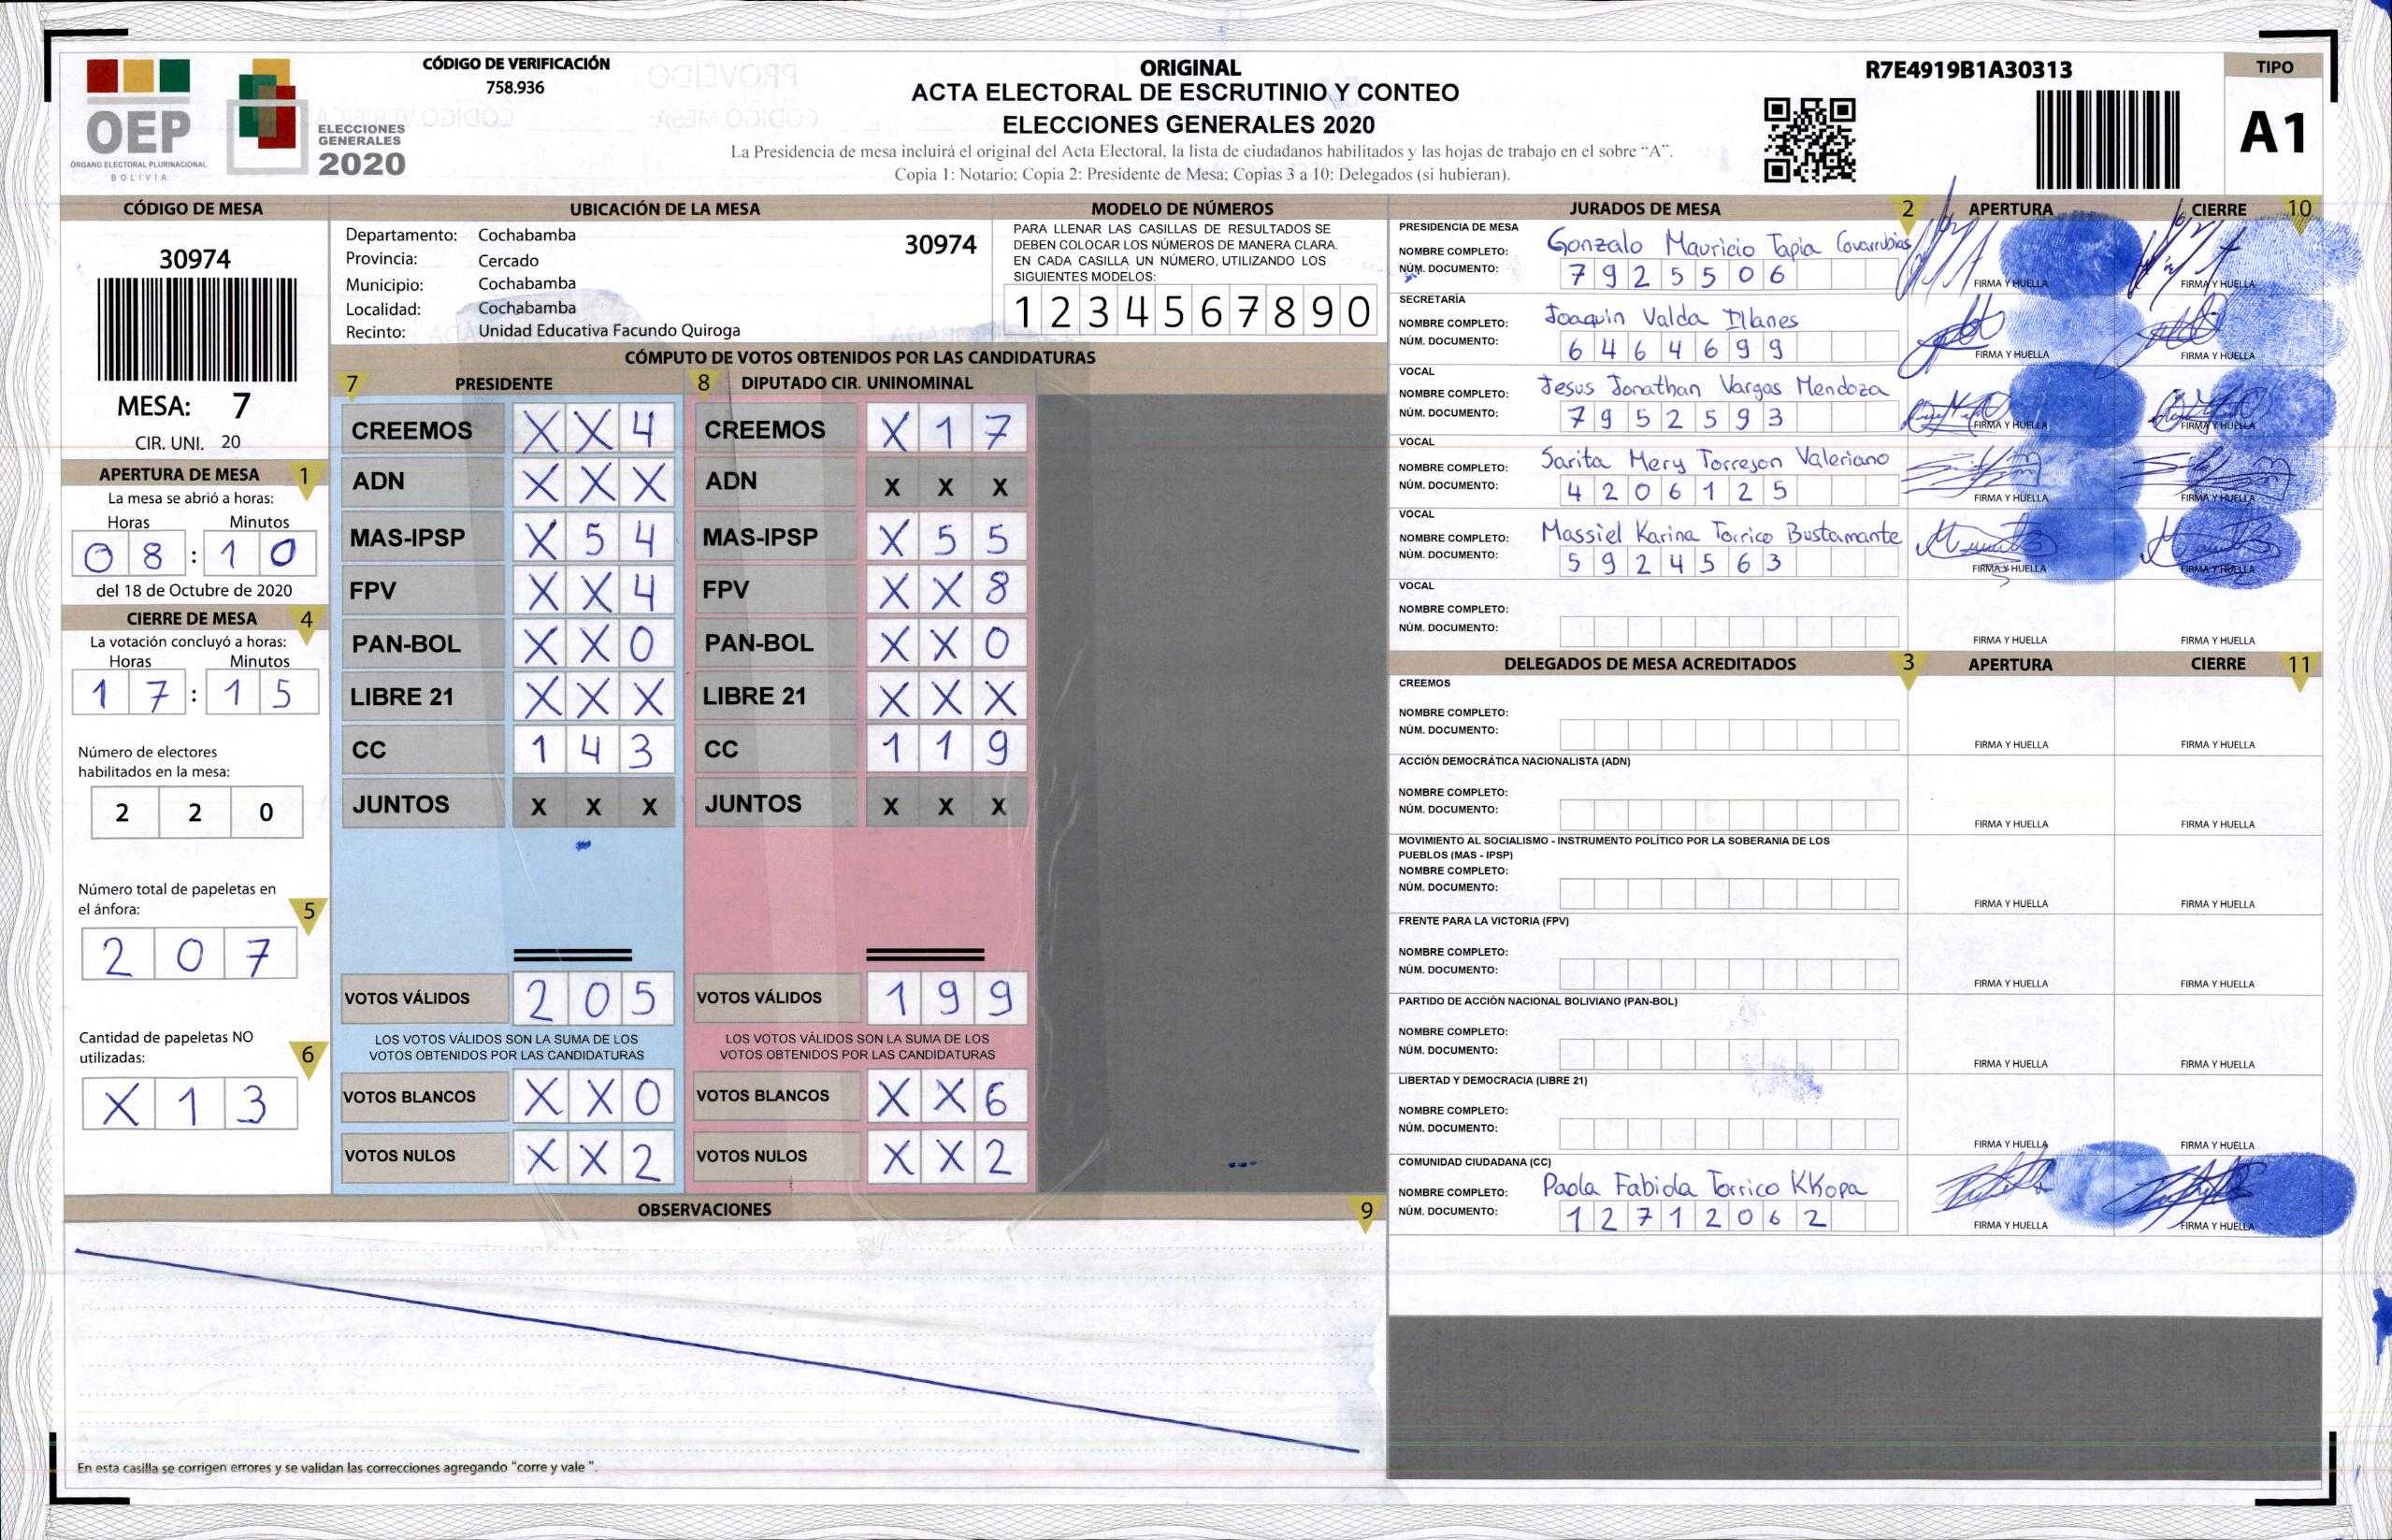 CÓDIGO DE VERIFICACIÓN
758.936
ORIGINAL
ACTA ELECTORAL DE ESCRUTINIO Y CONTEO
ELECCIONES GENERALES 2020
La Presidencia de mesa incluirá el original del Acta Electoral, la lista de ciudadanos habilitados y las hojas de trabajo en el sobre “A”.
Copia 1: Notario; Copia 2: Presidente de Mesa; Copias 3 a 10: Delegados (si hubieran).
R7E4919B1A30313
TIPO
A1
OEP
ÓRGANO ELECTORAL PLURINACIONAL
BOLIVIA
ELECCIONES
GENERALES
2020
CÓDIGO DE MESA
30974
MESA: 7
CIR. UNI. 20
APERTURA DE MESA 1
La mesa se abrió a horas:
Horas Minutos
0 8 : 1 0
del 18 de Octubre de 2020
CIERRE DE MESA 4
La votación concluyó a horas:
Horas Minutos
1 7 : 1 5
Número de electores
habilitados en la mesa:
2 2 0
Número total de papeletas en
el ánfora: 5
2 0 7
Cantidad de papeletas NO
utilizadas: 6
X 1 3
UBICACIÓN DE LA MESA
Departamento: Cochabamba
30974
Provincia: Cercado
Municipio: Cochabamba
Localidad: Cochabamba
Recinto: Unidad Educativa Facundo Quiroga
MODELO DE NÚMEROS
PARA LLENAR LAS CASILLAS DE RESULTADOS SE
DEBEN COLOCAR LOS NÚMEROS DE MANERA CLARA.
EN CADA CASILLA UN NÚMERO, UTILIZANDO LOS
SIGUIENTES MODELOS:
1 2 3 4 5 6 7 8 9 0
CÓMPUTO DE VOTOS OBTENIDOS POR LAS CANDIDATURAS
7 PRESIDENTE 8 DIPUTADO CIR. UNINOMINAL
CREEMOS X X 4 CREEMOS X 1 7
ADN X X X ADN X X X
MAS-IPSP X 5 4 MAS-IPSP X 5 5
FPV X X 4 FPV X X 8
PAN-BOL X X 0 PAN-BOL X X 0
LIBRE 21 X X X LIBRE 21 X X X
CC 1 4 3 CC 1 1 9
JUNTOS X X X JUNTOS X X X
VOTOS VÁLIDOS 2 0 5 VOTOS VÁLIDOS 1 9 9
LOS VOTOS VÁLIDOS SON LA SUMA DE LOS LOS VOTOS VÁLIDOS SON LA SUMA DE LOS
VOTOS OBTENIDOS POR LAS CANDIDATURAS VOTOS OBTENIDOS POR LAS CANDIDATURAS
VOTOS BLANCOS X X 0 VOTOS BLANCOS X X 6
VOTOS NULOS X X 2 VOTOS NULOS X X 2
OBSERVACIONES 9
En esta casilla se corrigen errores y se validan las correcciones agregando “corre y vale ”.
JURADOS DE MESA 2 APERTURA CIERRE 10
PRESIDENCIA DE MESA
NOMBRE COMPLETO: Gonzalo Mauricio Tapia Covarrubias
NÚM. DOCUMENTO: 7 9 2 5 5 0 6
FIRMA Y HUELLA FIRMA Y HUELLA
SECRETARÍA
NOMBRE COMPLETO: Joaquin Valda Illanes
NÚM. DOCUMENTO: 6 4 6 4 6 9 9
FIRMA Y HUELLA FIRMA Y HUELLA
VOCAL
NOMBRE COMPLETO: Jesus Jonathan Vargas Mendoza
NÚM. DOCUMENTO: 7 9 5 2 5 9 3
FIRMA Y HUELLA FIRMA Y HUELLA
VOCAL
NOMBRE COMPLETO: Sarita Mery Torrejon Valeriano
NÚM. DOCUMENTO: 4 2 0 6 1 2 5
FIRMA Y HUELLA FIRMA Y HUELLA
VOCAL
NOMBRE COMPLETO: Massiel Karina Torrico Bustamante
NÚM. DOCUMENTO: 5 9 2 4 5 6 3
FIRMA Y HUELLA FIRMA Y HUELLA
VOCAL
NOMBRE COMPLETO:
NÚM. DOCUMENTO:
FIRMA Y HUELLA FIRMA Y HUELLA
DELEGADOS DE MESA ACREDITADOS 3 APERTURA CIERRE 11
CREEMOS
NOMBRE COMPLETO:
NÚM. DOCUMENTO:
FIRMA Y HUELLA FIRMA Y HUELLA
ACCIÓN DEMOCRÁTICA NACIONALISTA (ADN)
NOMBRE COMPLETO:
NÚM. DOCUMENTO:
FIRMA Y HUELLA FIRMA Y HUELLA
MOVIMIENTO AL SOCIALISMO - INSTRUMENTO POLÍTICO POR LA SOBERANIA DE LOS
PUEBLOS (MAS - IPSP)
NOMBRE COMPLETO:
NÚM. DOCUMENTO:
FIRMA Y HUELLA FIRMA Y HUELLA
FRENTE PARA LA VICTORIA (FPV)
NOMBRE COMPLETO:
NÚM. DOCUMENTO:
FIRMA Y HUELLA FIRMA Y HUELLA
PARTIDO DE ACCIÓN NACIONAL BOLIVIANO (PAN-BOL)
NOMBRE COMPLETO:
NÚM. DOCUMENTO:
FIRMA Y HUELLA FIRMA Y HUELLA
LIBERTAD Y DEMOCRACIA (LIBRE 21)
NOMBRE COMPLETO:
NÚM. DOCUMENTO:
FIRMA Y HUELLA FIRMA Y HUELLA
COMUNIDAD CIUDADANA (CC)
NOMBRE COMPLETO: Paola Fabiola Torrico KKopa
NÚM. DOCUMENTO: 1 2 7 1 2 0 6 2
FIRMA Y HUELLA FIRMA Y HUELLA